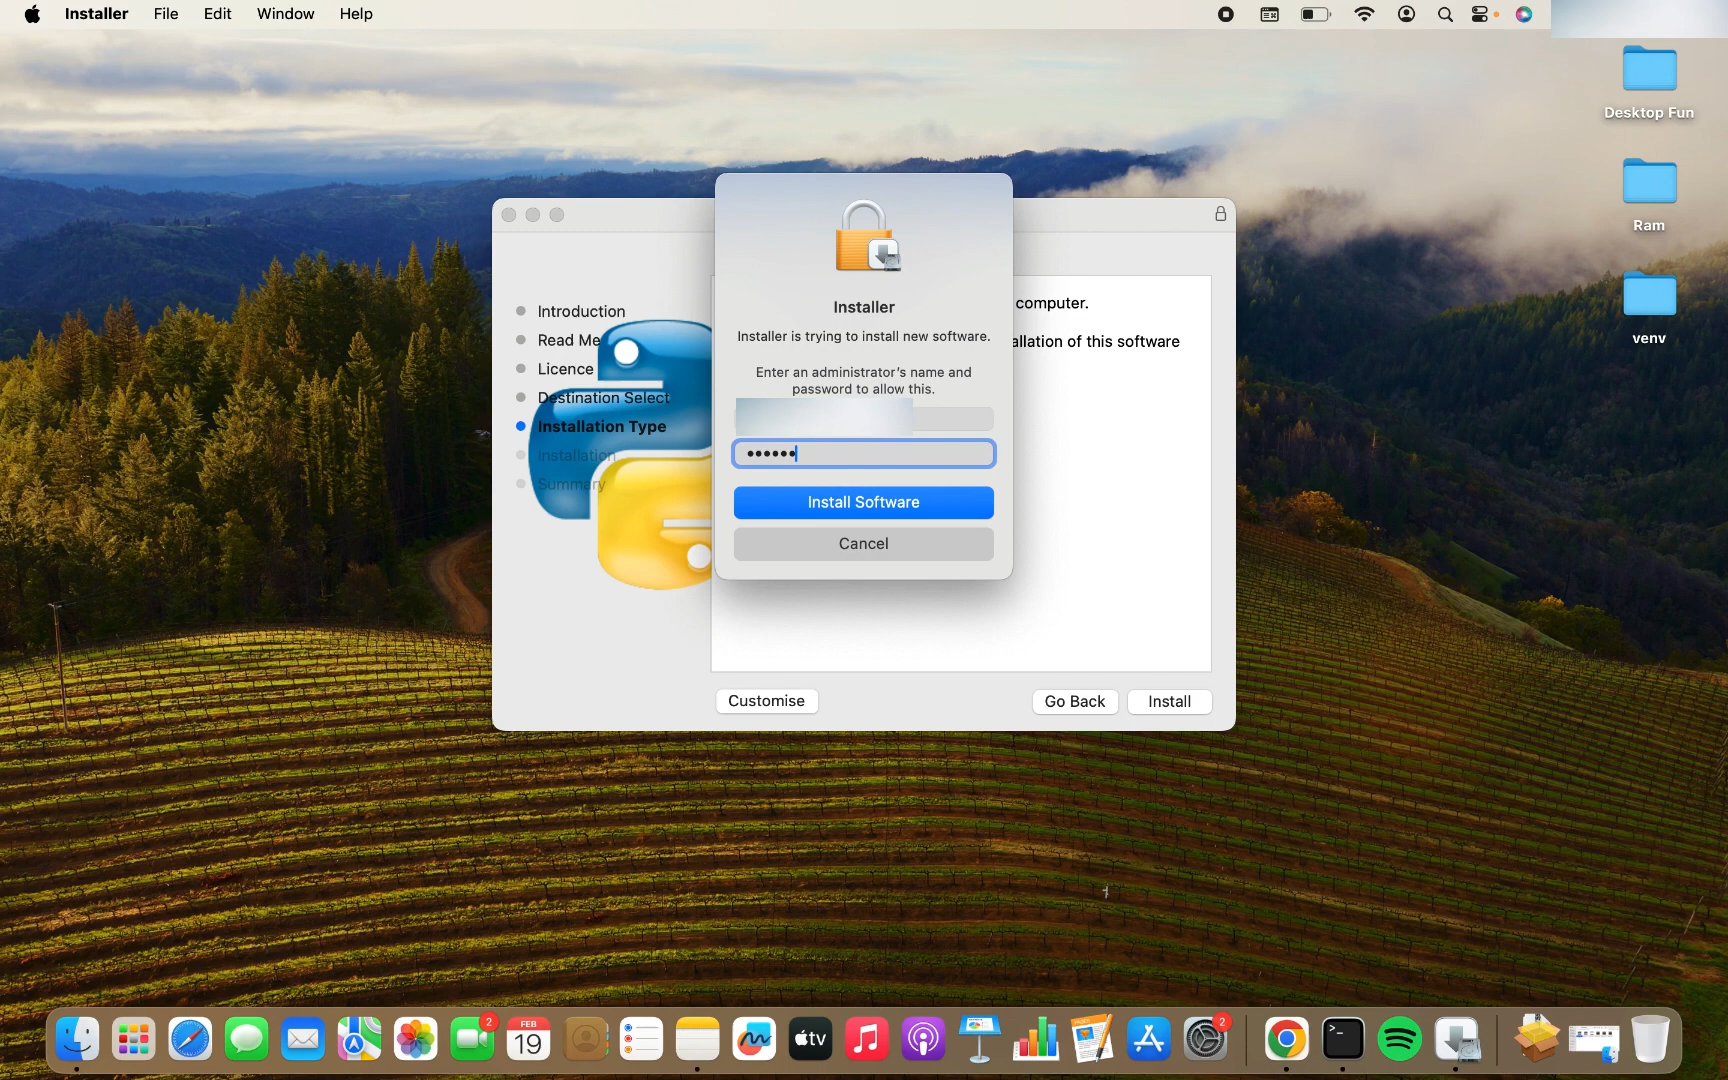 Installer File Edit Window Help
Desktop Fun
Ram
venv
Installer
Installer is trying to install new software.
Enter an administrator's name and
password to allow this.
••••••
Install Software
Cancel
computer.
allation of this software
Introduction
Read Me
Licence
Destination Select
Installation Type
Installation
Summary
Customise Go Back Install
2
FEB
19
tv
2
>_